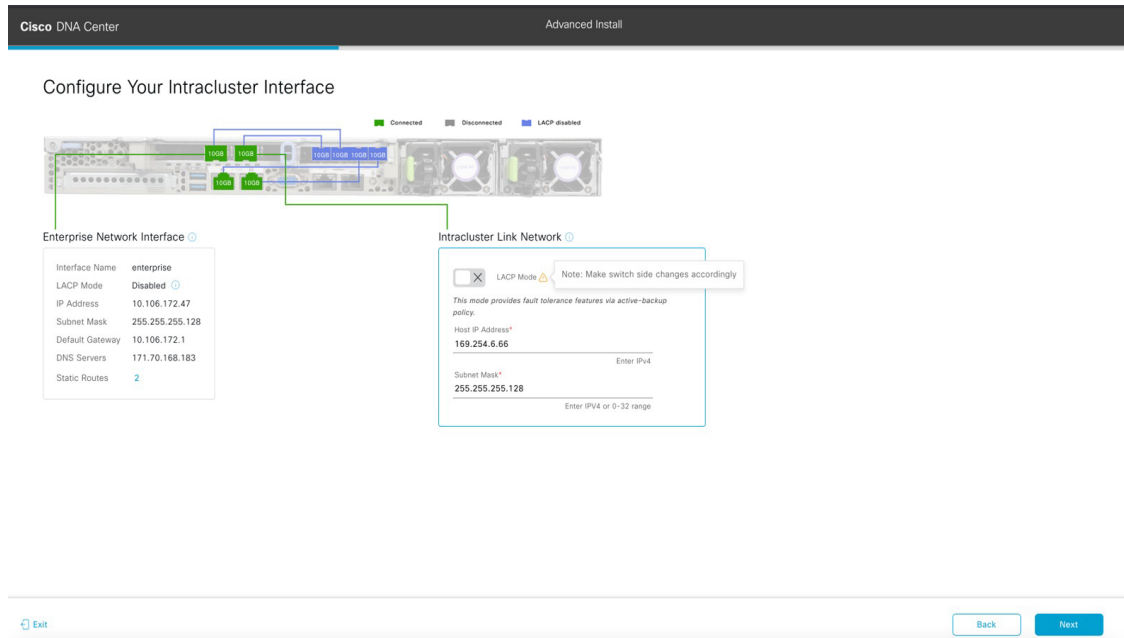 Cisco DNA Center
Advanced Install
Configure Your Intracluster Interface
Connected
Disconnected
LACP disabled
10GB 10GB
10GB 10GB 10GB 10GB
10GB 10GB
Enterprise Network Interface
Interface Name enterprise
LACP Mode Disabled
IP Address 10.106.172.47
Subnet Mask 255.255.255.128
Default Gateway 10.106.172.1
DNS Servers 171.70.168.183
Static Routes 2
Intracluster Link Network
LACP Mode
Note: Make switch side changes accordingly
This mode provides fault tolerance features via active-backup
policy.
Host IP Address*
169.254.6.66
Enter IPv4
Subnet Mask*
255.255.255.128
Enter IPV4 or 0-32 range
Exit
Back
Next